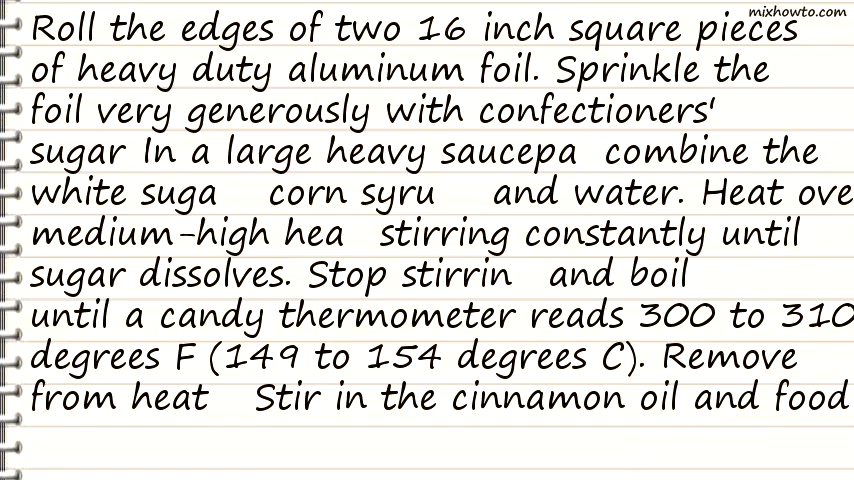 mixhowto.com
Roll the edges of two 16 inch square pieces
of heavy duty aluminum foil. Sprinkle the
foil very generously with confectioners'
sugar In a large heavy saucepa combine the
white suga corn syru and water. Heat ove
medium-high hea stirring constantly until
sugar dissolves. Stop stirrin and boil
until a candy thermometer reads 300 to 310
degrees F (149 to 154 degrees C). Remove
from heat Stir in the cinnamon oil and food